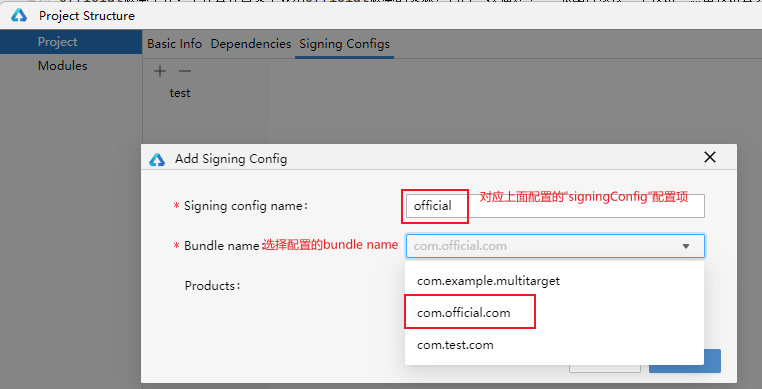 Project Structure
Project
Modules
Basic Info Dependencies Signing Configs
test
Add Signing Config
* Signing config name: official 对应上面配置的“signingConfig”配置项
* Bundle name: 选择配置的bundle name com.official.com
Products:
com.example.multitarget
com.official.com
com.test.com